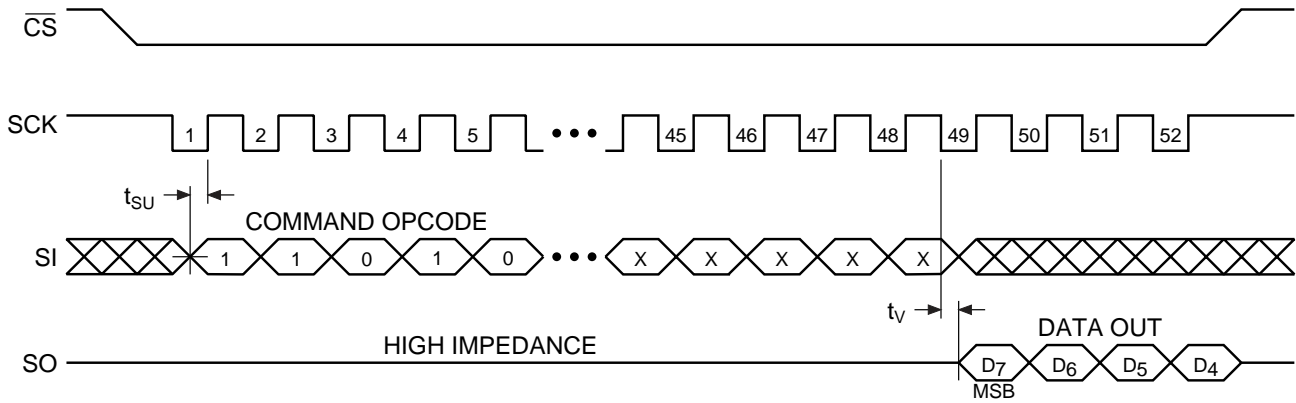 CS
SCK
1 2 3 4 5 ••• 45 46 47 48 49 50 51 52
tSU
COMMAND OPCODE
SI
1 1 0 1 0 ••• X X X X X
tV
HIGH IMPEDANCE
DATA OUT
SO
D7 D6 D5 D4
MSB